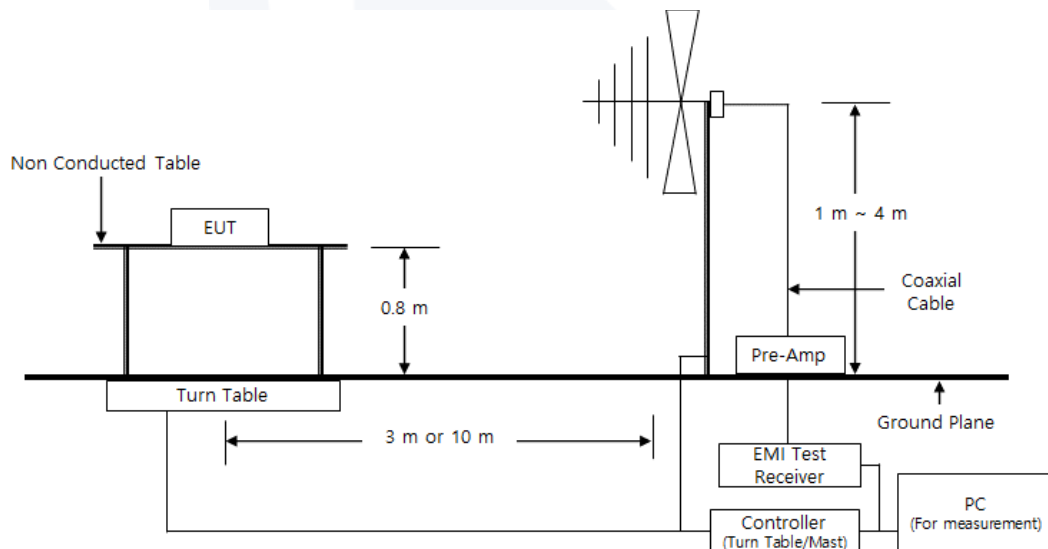 Non Conducted Table
EUT
1 m ~ 4 m
0.8 m
Coaxial
Cable
Pre-Amp
Turn Table
Ground Plane
3 m or 10 m
EMI Test
Receiver
PC
(For measurement)
Controller
(Turn Table/Mast)